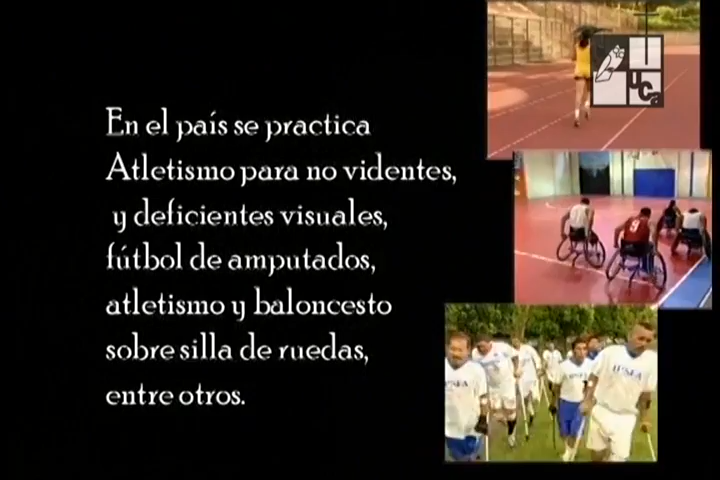 En el país se practica
Atletismo para no videntes,
y deficientes visuales,
fútbol de amputados,
atletismo y baloncesto
sobre silla de ruedas,
entre otros.
uca
9